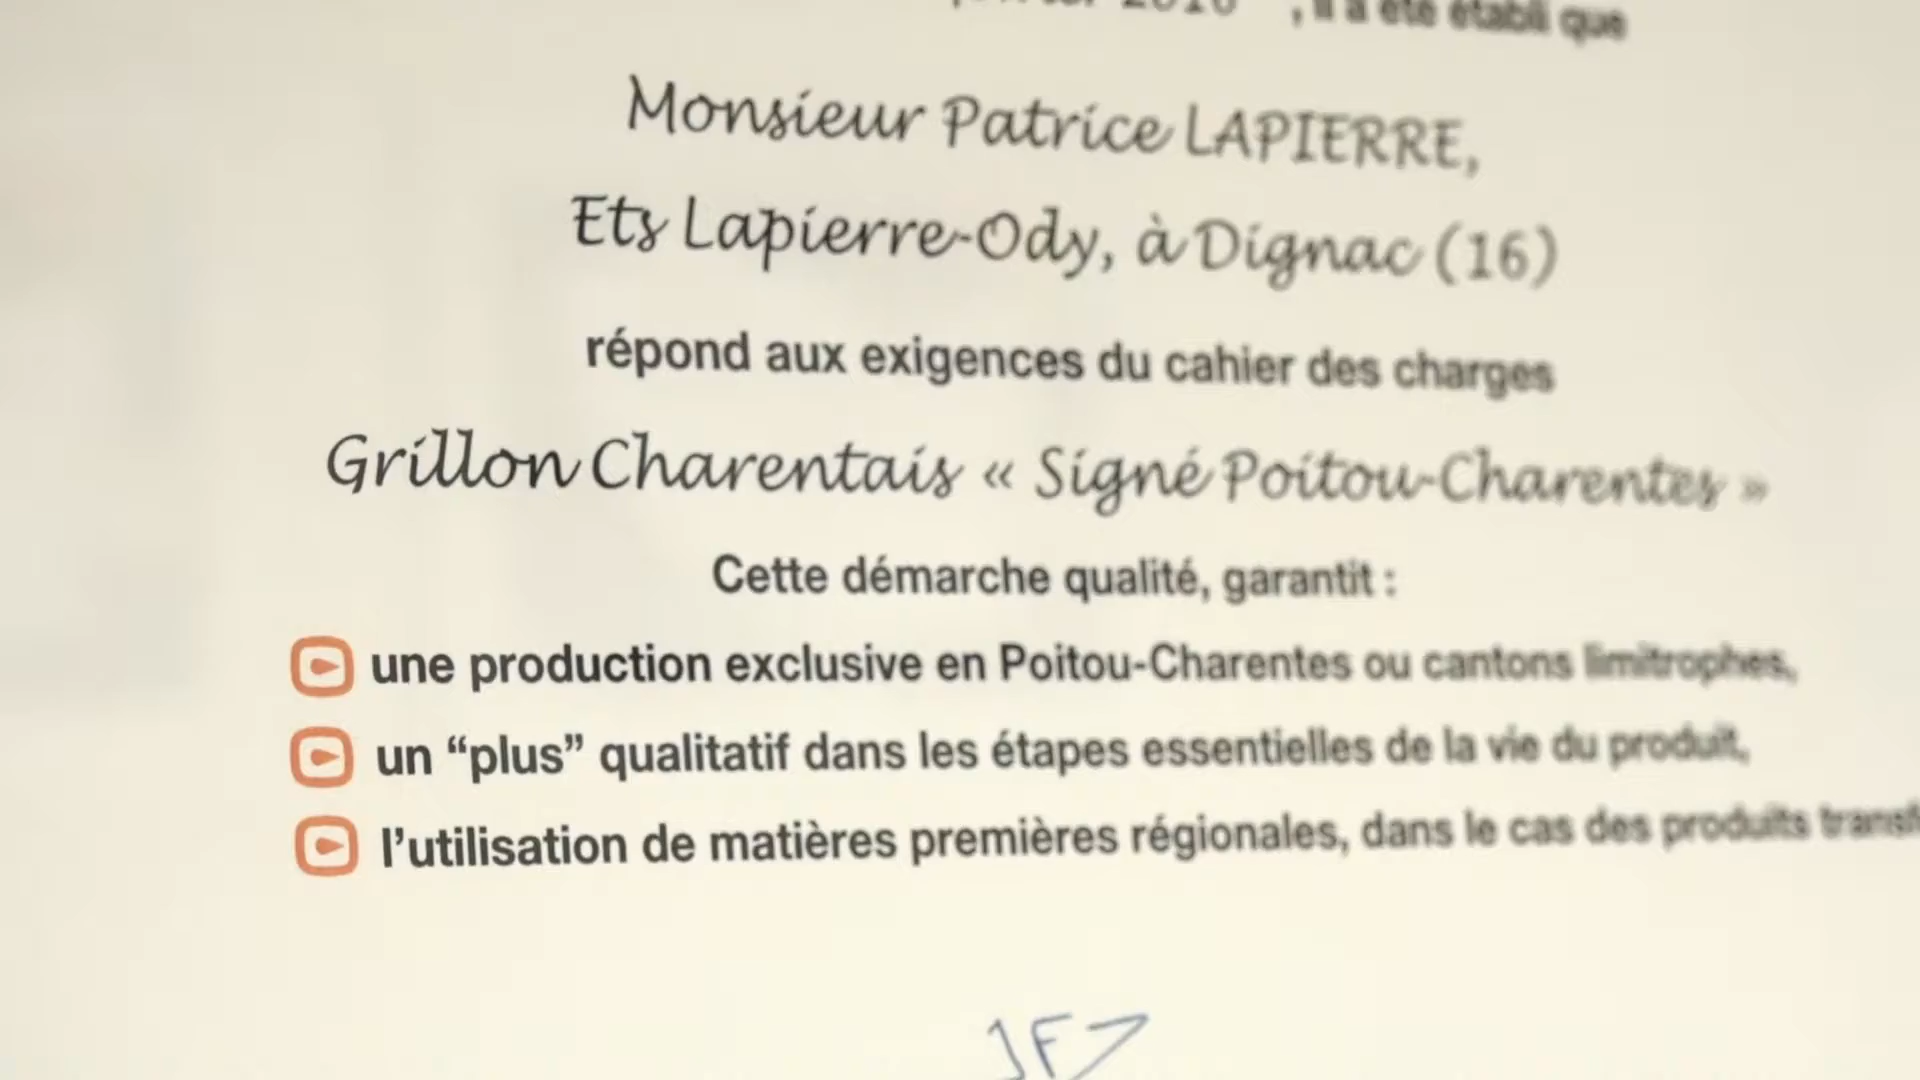 , il a été établi que
Monsieur Patrice LAPIERRE,
Ets Lapierre-Ody, à Dignac (16)
répond aux exigences du cahier des charges
Grillon Charentais « Signé Poitou-Charentes »
Cette démarche qualité, garantit :
une production exclusive en Poitou-Charentes ou cantons limitrophes,
un “plus” qualitatif dans les étapes essentielles de la vie du produit,
l’utilisation de matières premières régionales, dans le cas des produits